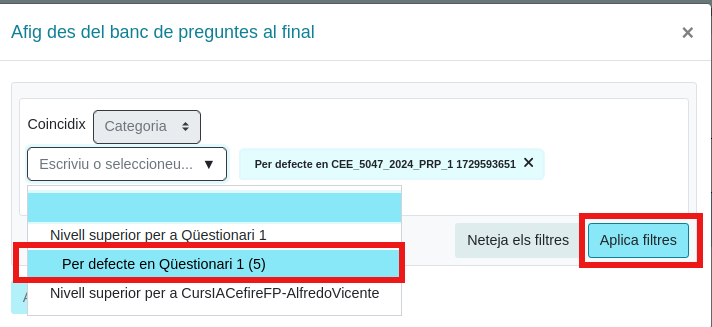 Afig des del banc de preguntes al final
×
Coincidix Categoria
Escriviu o seleccioneu... ▼ Per defecte en CEE_5047_2024_PRP_1 1729593651 ×
Nivell superior per a Qüestionari 1
Neteja els filtres Aplica filtres
Per defecte en Qüestionari 1 (5)
Nivell superior per a CursIACefireFP-AlfredoVicente